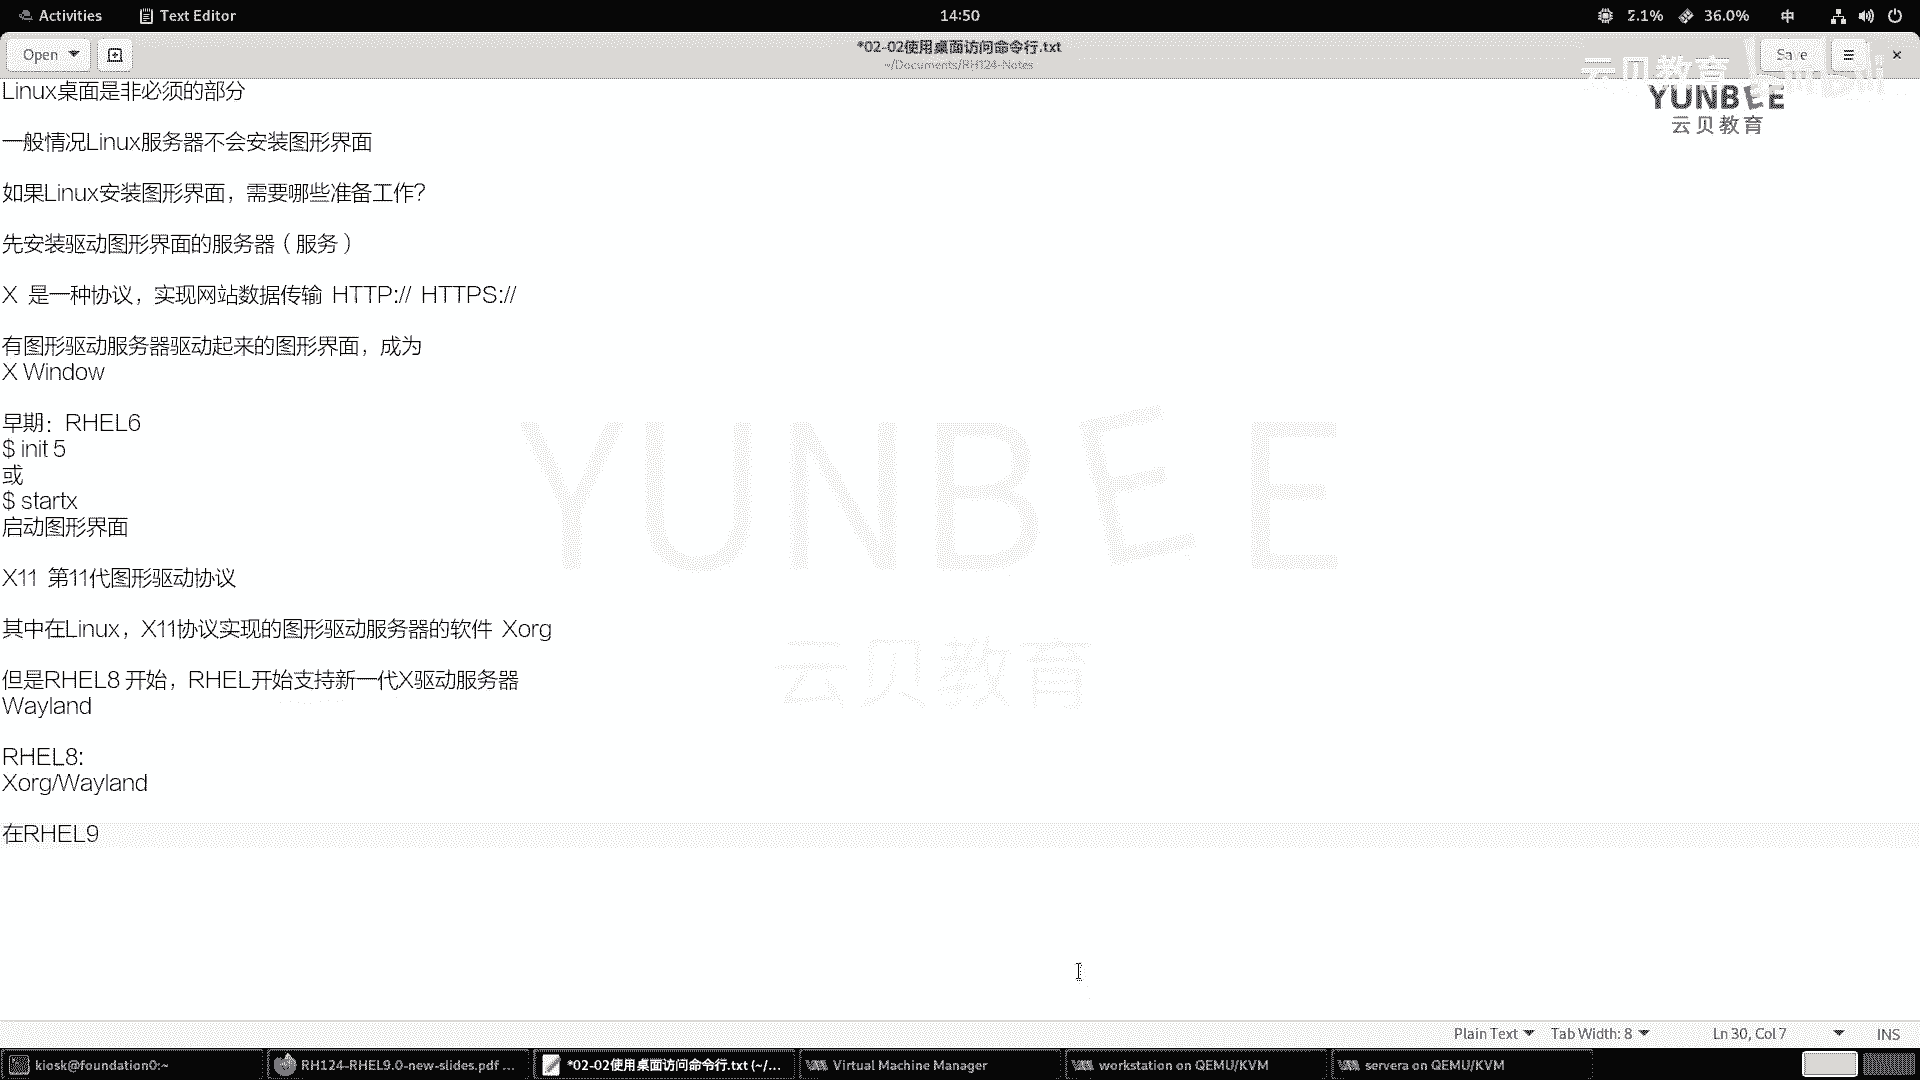 Activities
Text Editor
14:50
2.1%
36.0%
中
Open
*02-02使用桌面访问命令行.txt
~/Documents/RH124-Notes
Save
云贝教育
YUNBEE
云贝教育
Linux桌面是非必须的部分
一般情况Linux服务器不会安装图形界面
如果Linux安装图形界面，需要哪些准备工作?
先安装驱动图形界面的服务器（服务）
X 是一种协议，实现网站数据传输 HTTP:// HTTPS://
有图形驱动服务器驱动起来的图形界面，成为
X Window
早期：RHEL6
$ init 5
或
$ startx
启动图形界面
X11 第11代图形驱动协议
其中在Linux，X11协议实现的图形驱动服务器的软件 Xorg
但是RHEL8 开始，RHEL开始支持新一代X驱动服务器
Wayland
RHEL8:
Xorg/Wayland
在RHEL9
YUNBEE
云贝教育
Plain Text
Tab Width: 8
Ln 30, Col 7
INS
kiosk@foundation0:~
RH124-RHEL9.0-new-slides.pdf ...
*02-02使用桌面访问命令行.txt (~/...
Virtual Machine Manager
workstation on QEMU/KVM
servera on QEMU/KVM